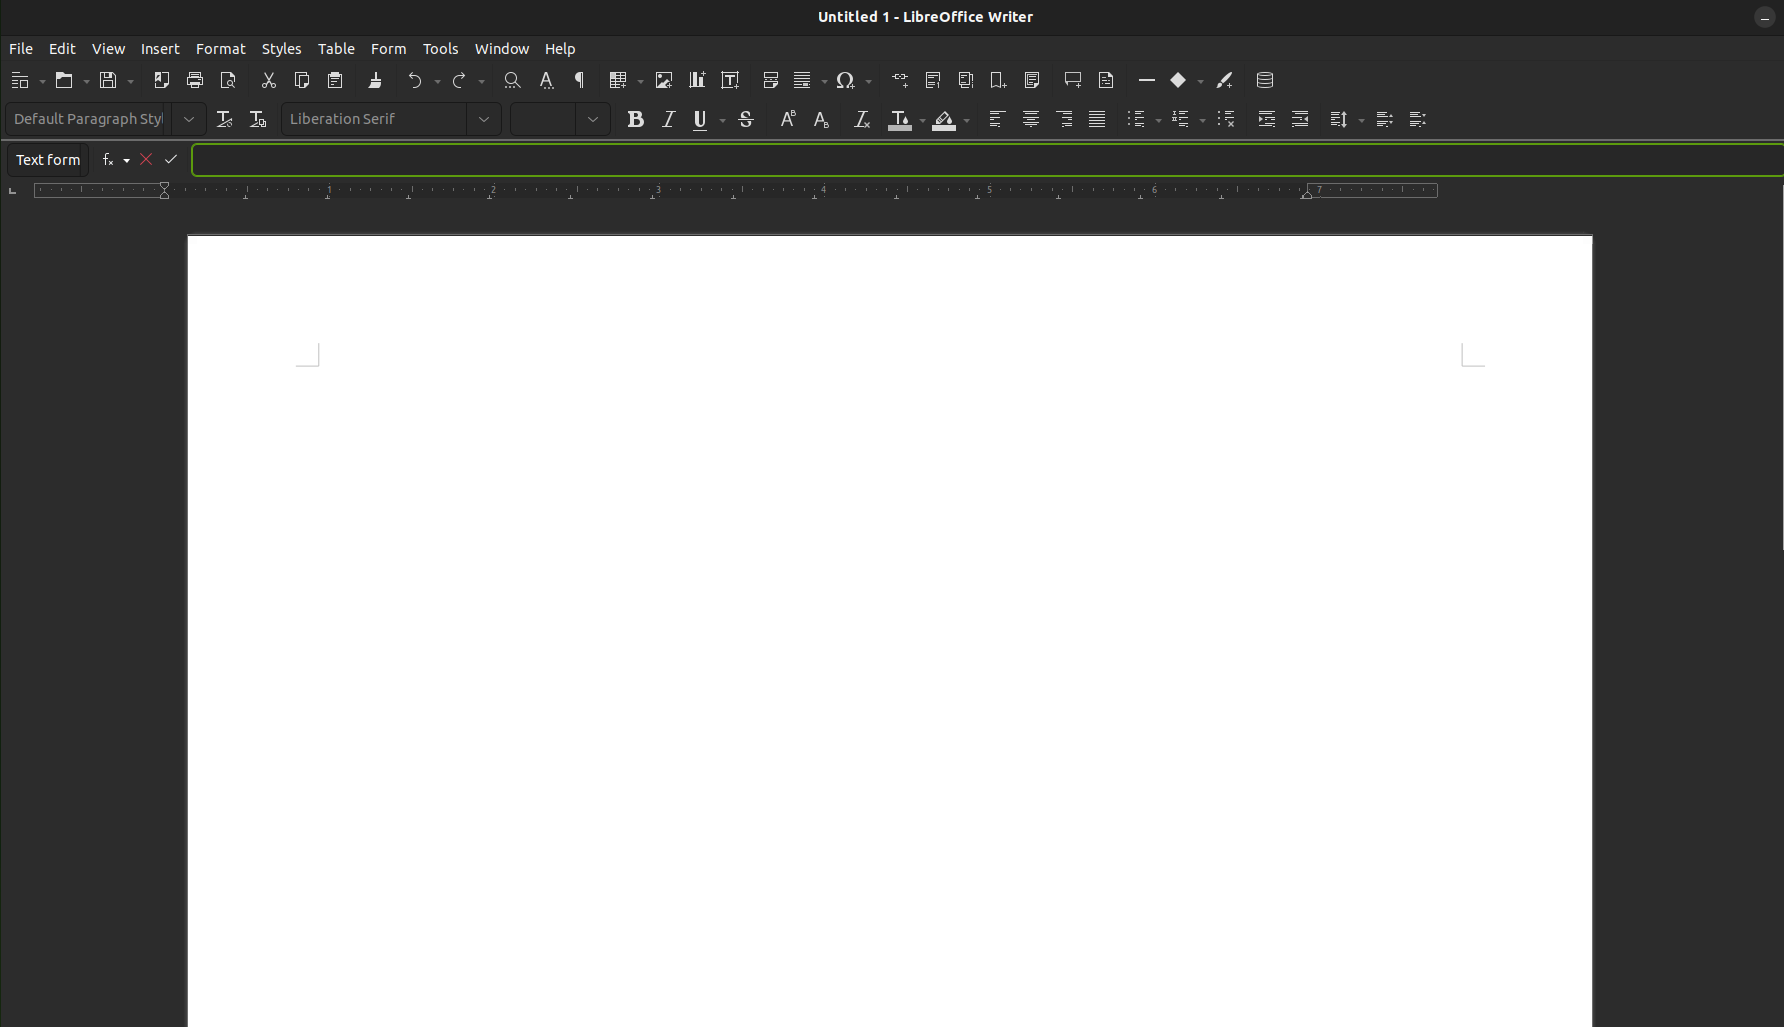 Untitled 1 - LibreOffice Writer
File Edit View Insert Format Styles Table Form Tools Window Help
Default Paragraph Styl Liberation Serif
Text form
1 2 3 4 5 6 7